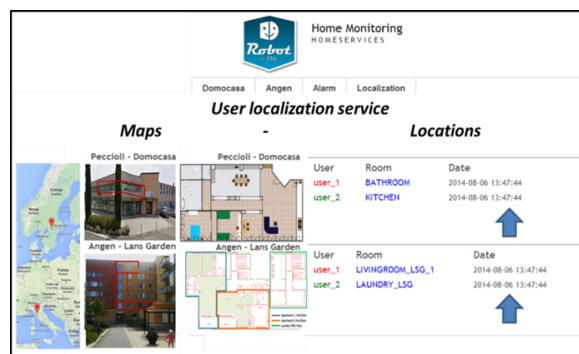 Robot
ERA
Home Monitoring
HOMESERVICES
Domocasa Angen Alarm Localization
User localization service
Maps - Locations
Peccioli - Domocasa
Peccioli - Domocasa
User Room Date
user_1 BATHROOM 2014-08-06 13:47:44
user_2 KITCHEN 2014-08-06 13:47:44
Angen - Lans Garden
Angen - Lans Garden
User Room Date
user_1 LIVINGROOM_LSG_1 2014-08-06 13:47:44
user_2 LAUNDRY_LSG 2014-08-06 13:47:44